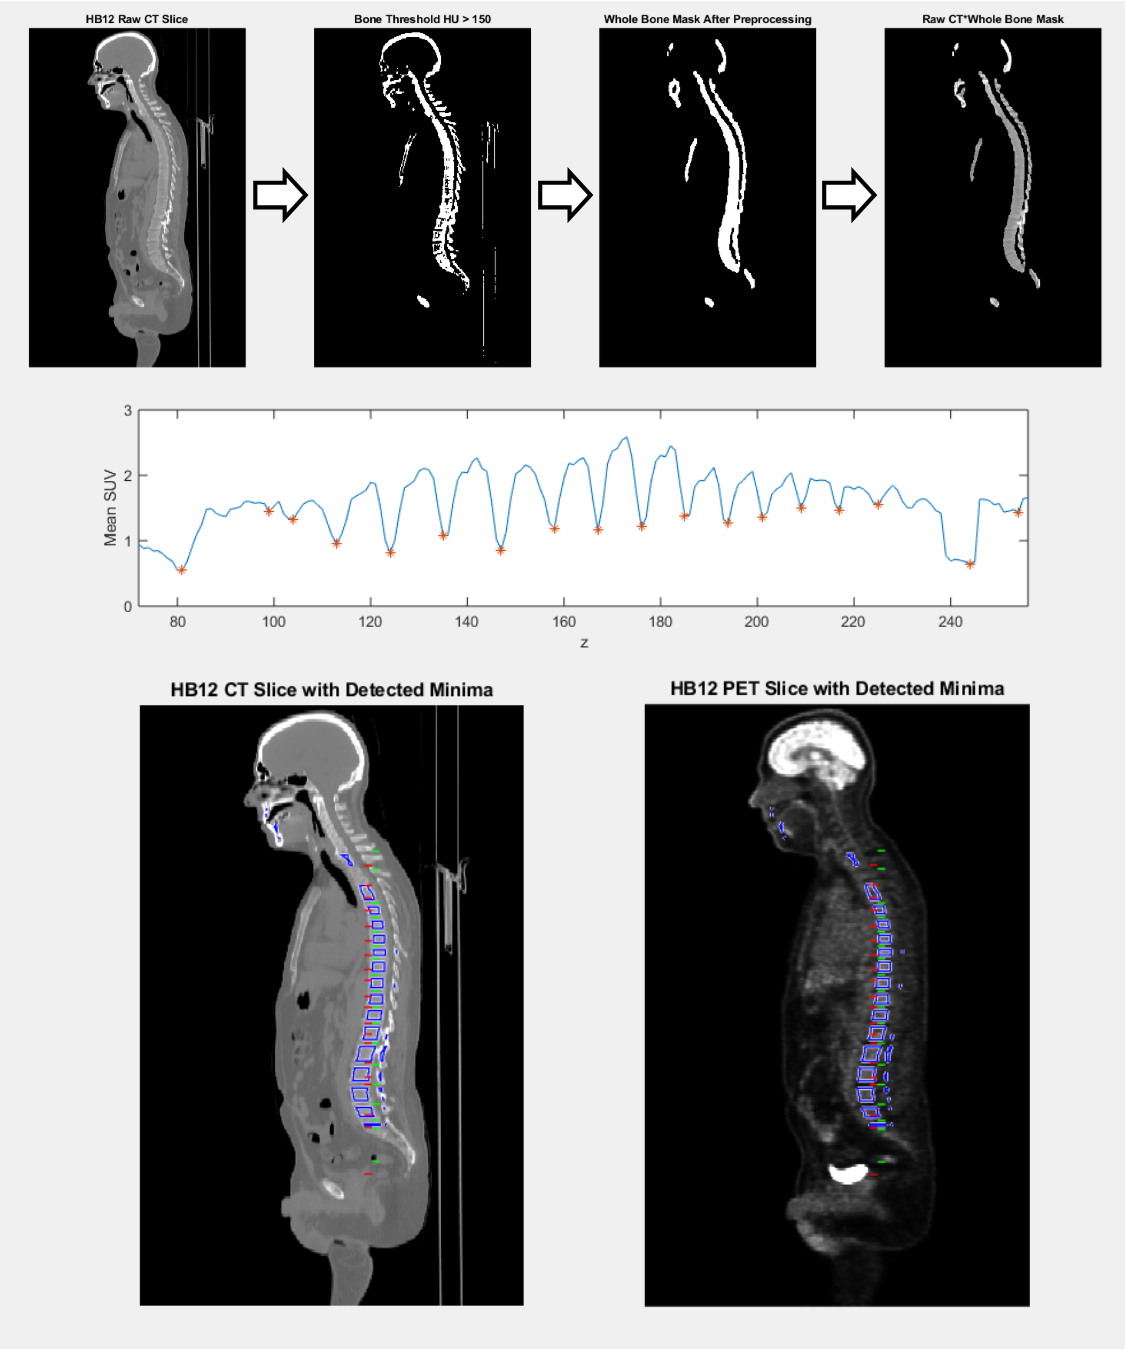 HB12 Raw CT Slice
Bone Threshold HU > 150
Whole Bone Mask After Preprocessing
Raw CT*Whole Bone Mask
3
2
1
0
Mean SUV
80 100 120 140 160 180 200 220 240
z
HB12 CT Slice with Detected Minima
HB12 PET Slice with Detected Minima